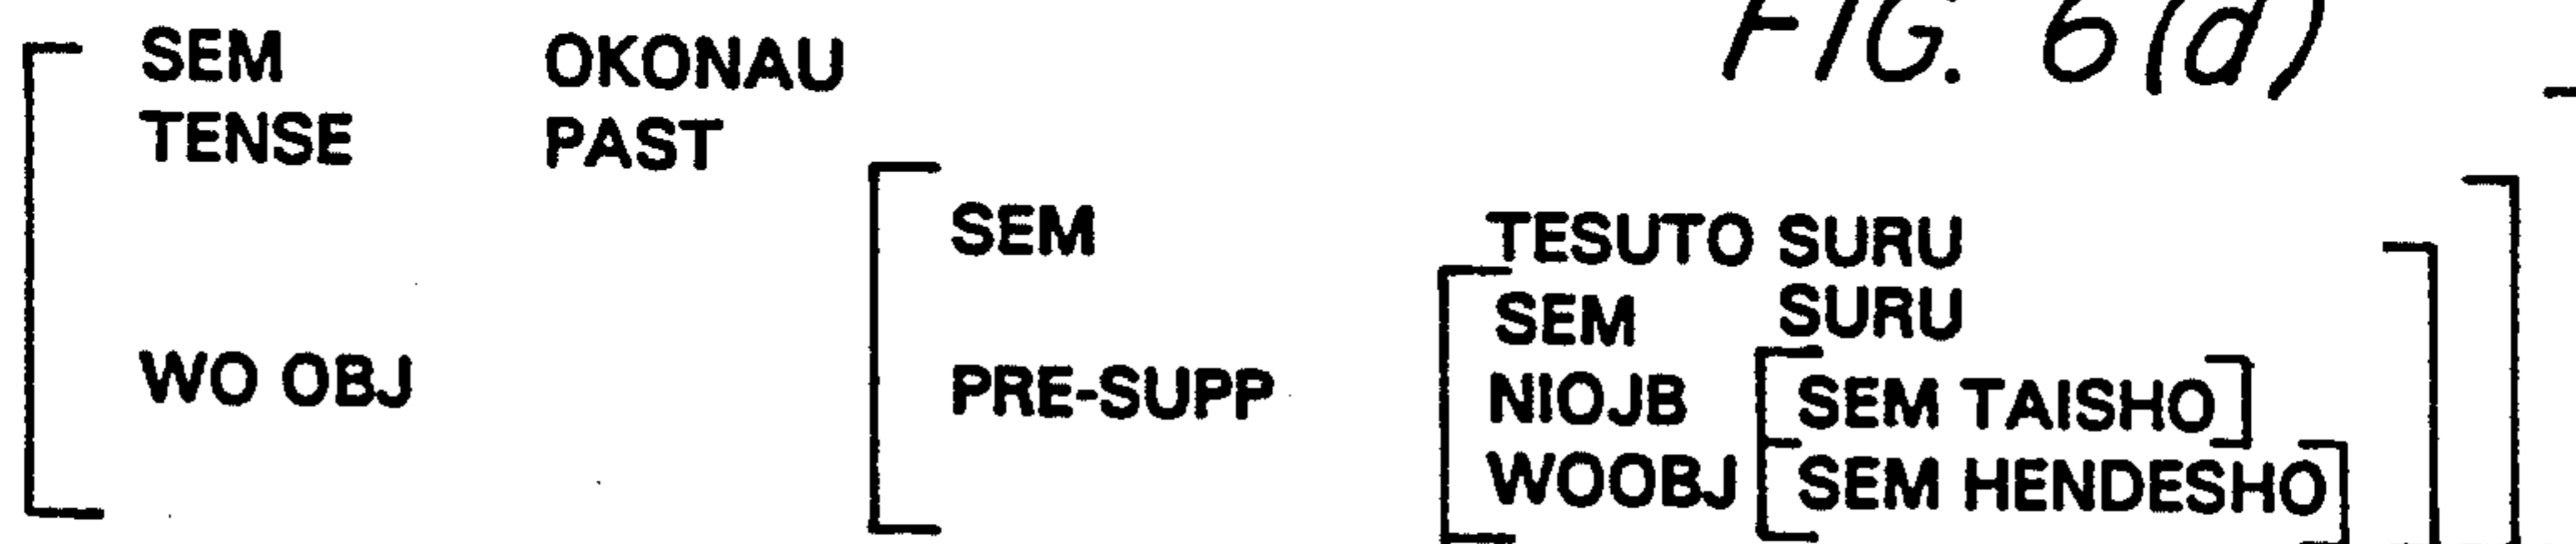 FIG. 6(d)
SEM OKONAU
TENSE PAST
SEM TESUTO SURU
SEM SURU
WO OBJ PRE-SUPP NIOJB [SEM TAISHO]
WOOBJ [SEM HENDESHO]